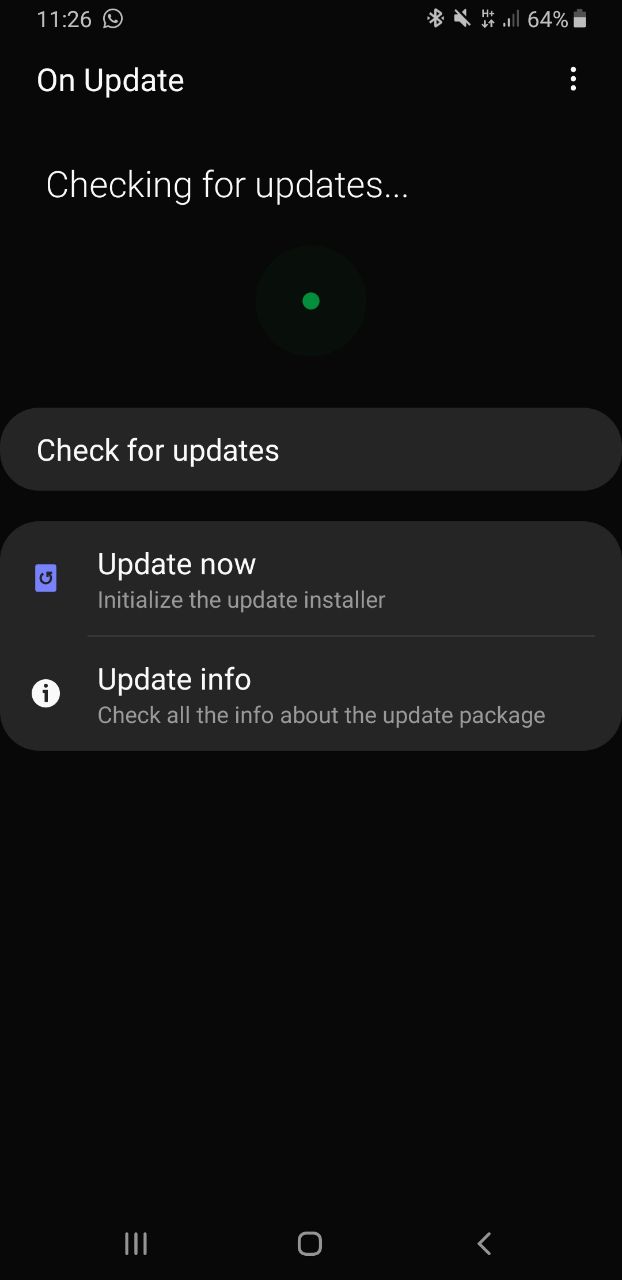 11:26 H+ 64%
On Update
Checking for updates...
Check for updates
Update now
Initialize the update installer
Update info
Check all the info about the update package